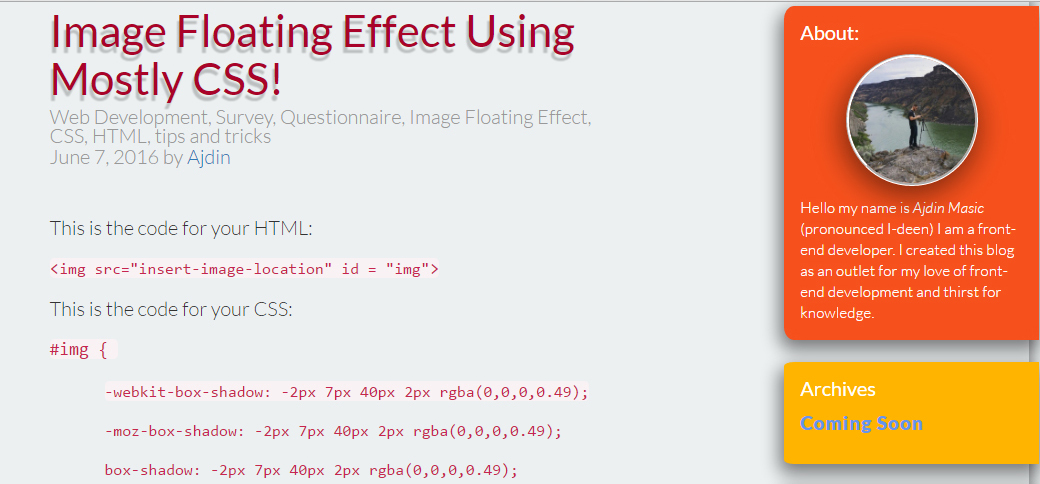 Image Floating Effect Using
Mostly CSS!
Web Development, Survey, Questionnaire, Image Floating Effect,
CSS, HTML, tips and tricks
June 7, 2016 by Ajdin
This is the code for your HTML:
<img src="insert-image-location" id = "img">
This is the code for your CSS:
#img {
-webkit-box-shadow: -2px 7px 40px 2px rgba(0,0,0,0.49);
-moz-box-shadow: -2px 7px 40px 2px rgba(0,0,0,0.49);
box-shadow: -2px 7px 40px 2px rgba(0,0,0,0.49);
About:
Hello my name is Ajdin Masic
(pronounced I-deen) I am a front-
end developer. I created this blog
as an outlet for my love of front-
end development and thirst for
knowledge.
Archives
Coming Soon